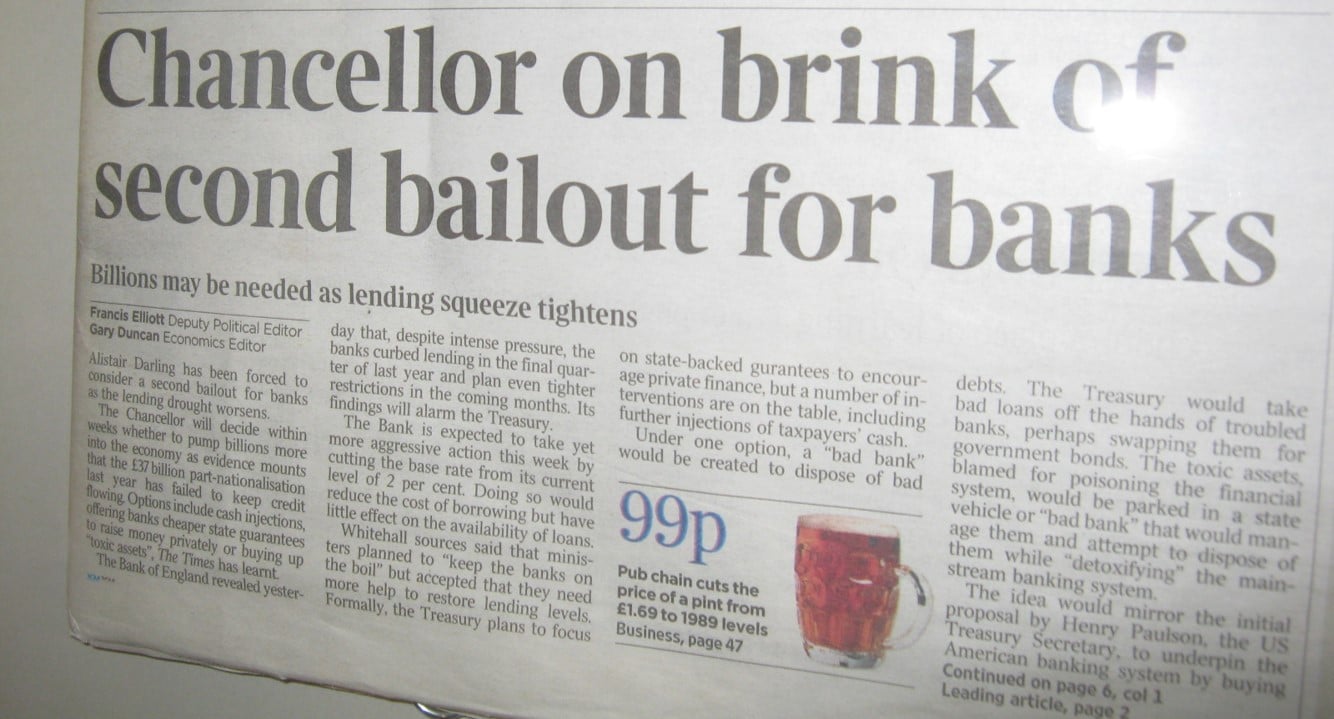 Chancellor on brink of
second bailout for banks
Billions may be needed as lending squeeze tightens
Francis Elliott Deputy Political Editor
Gary Duncan Economics Editor
Alistair Darling has been forced to
consider a second bailout for banks
as the lending drought worsens.
The Chancellor will decide within
weeks whether to pump billions more
into the economy as evidence mounts
that the £37 billion part-nationalisation
last year has failed to keep credit
flowing. Options include cash injections,
offering banks cheaper state guarantees
to raise money privately or buying up
“toxic assets”, The Times has learnt.
The Bank of England revealed yester-
day that, despite intense pressure, the
banks curbed lending in the final quar-
ter of last year and plan even tighter
restrictions in the coming months. Its
findings will alarm the Treasury.
The Bank is expected to take yet
more aggressive action this week by
cutting the base rate from its current
level of 2 per cent. Doing so would
reduce the cost of borrowing but have
little effect on the availability of loans.
Whitehall sources said that minis-
ters planned to “keep the banks on
the boil” but accepted that they need
more help to restore lending levels.
Formally, the Treasury plans to focus
on state-backed gurantees to encour-
age private finance, but a number of in-
terventions are on the table, including
further injections of taxpayers’ cash.
Under one option, a “bad bank”
would be created to dispose of bad
debts. The Treasury would take
bad loans off the hands of troubled
banks, perhaps swapping them for
government bonds. The toxic assets,
blamed for poisoning the financial
system, would be parked in a state
vehicle or “bad bank” that would man-
age them and attempt to dispose of
them while “detoxifying” the main-
stream banking system.
The idea would mirror the initial
proposal by Henry Paulson, the US
Treasury Secretary, to underpin the
American banking system by buying
Continued on page 6, col 1
Leading article, page 2
99p
Pub chain cuts the
price of a pint from
£1.69 to 1989 levels
Business, page 47